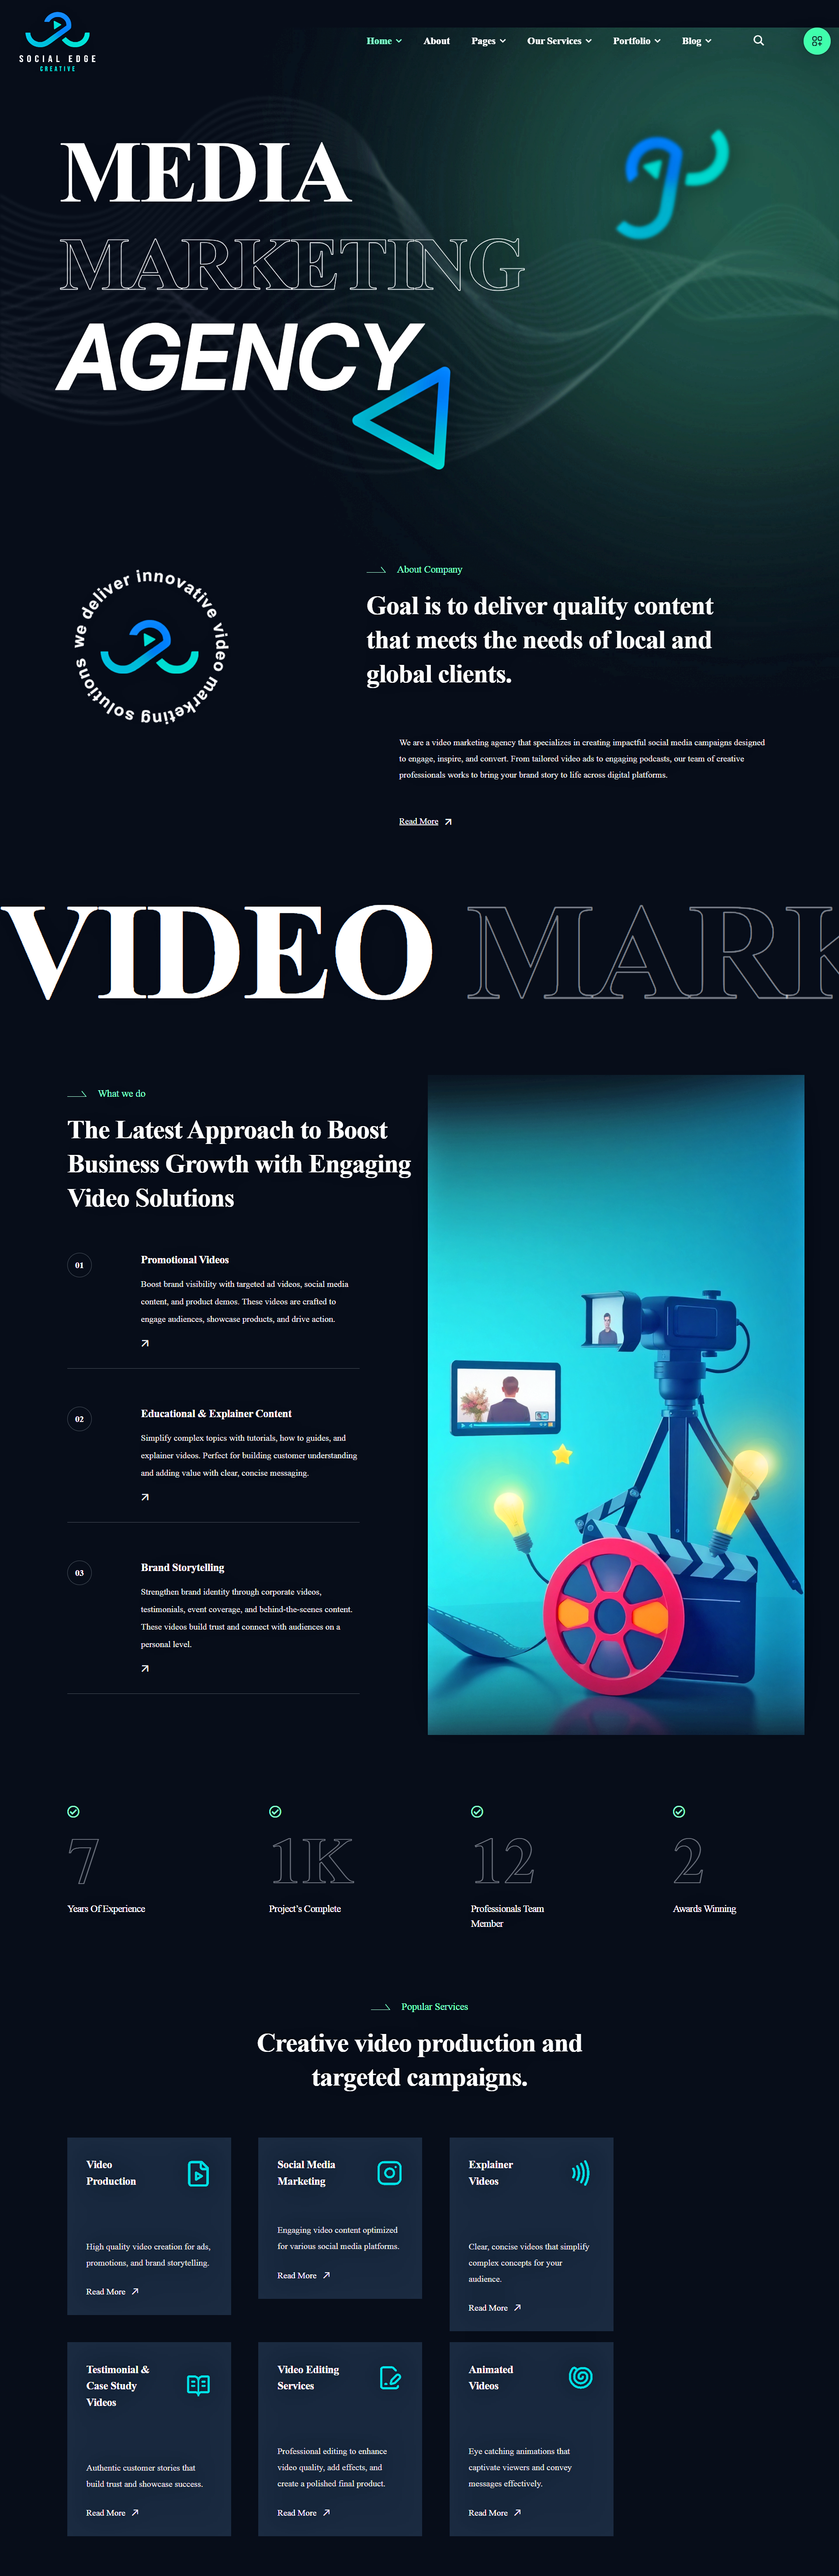 SOCIAL EDGE
CREATIVE
Home About Pages Our Services Portfolio Blog
MEDIA
MARKETING
AGENCY
we deliver innovative video marketing solutions
About Company
Goal is to deliver quality content
that meets the needs of local and
global clients.
We are a video marketing agency that specializes in creating impactful social media campaigns designed
to engage, inspire, and convert. From tailored video ads to engaging podcasts, our team of creative
professionals works to bring your brand story to life across digital platforms.
Read More
VIDEO MARK
What we do
The Latest Approach to Boost
Business Growth with Engaging
Video Solutions
01
Promotional Videos
Boost brand visibility with targeted ad videos, social media
content, and product demos. These videos are crafted to
engage audiences, showcase products, and drive action.
02
Educational & Explainer Content
Simplify complex topics with tutorials, how to guides, and
explainer videos. Perfect for building customer understanding
and adding value with clear, concise messaging.
03
Brand Storytelling
Strengthen brand identity through corporate videos,
testimonials, event coverage, and behind-the-scenes content.
These videos build trust and connect with audiences on a
personal level.
7
Years Of Experience
1K
Project's Complete
12
Professionals Team
Member
2
Awards Winning
Popular Services
Creative video production and
targeted campaigns.
Video
Production
High quality video creation for ads,
promotions, and brand storytelling.
Read More
Social Media
Marketing
Engaging video content optimized
for various social media platforms.
Read More
Explainer
Videos
Clear, concise videos that simplify
complex concepts for your
audience.
Read More
Testimonial &
Case Study
Videos
Authentic customer stories that
build trust and showcase success.
Read More
Video Editing
Services
Professional editing to enhance
video quality, add effects, and
create a polished final product.
Read More
Animated
Videos
Eye catching animations that
captivate viewers and convey
messages effectively.
Read More